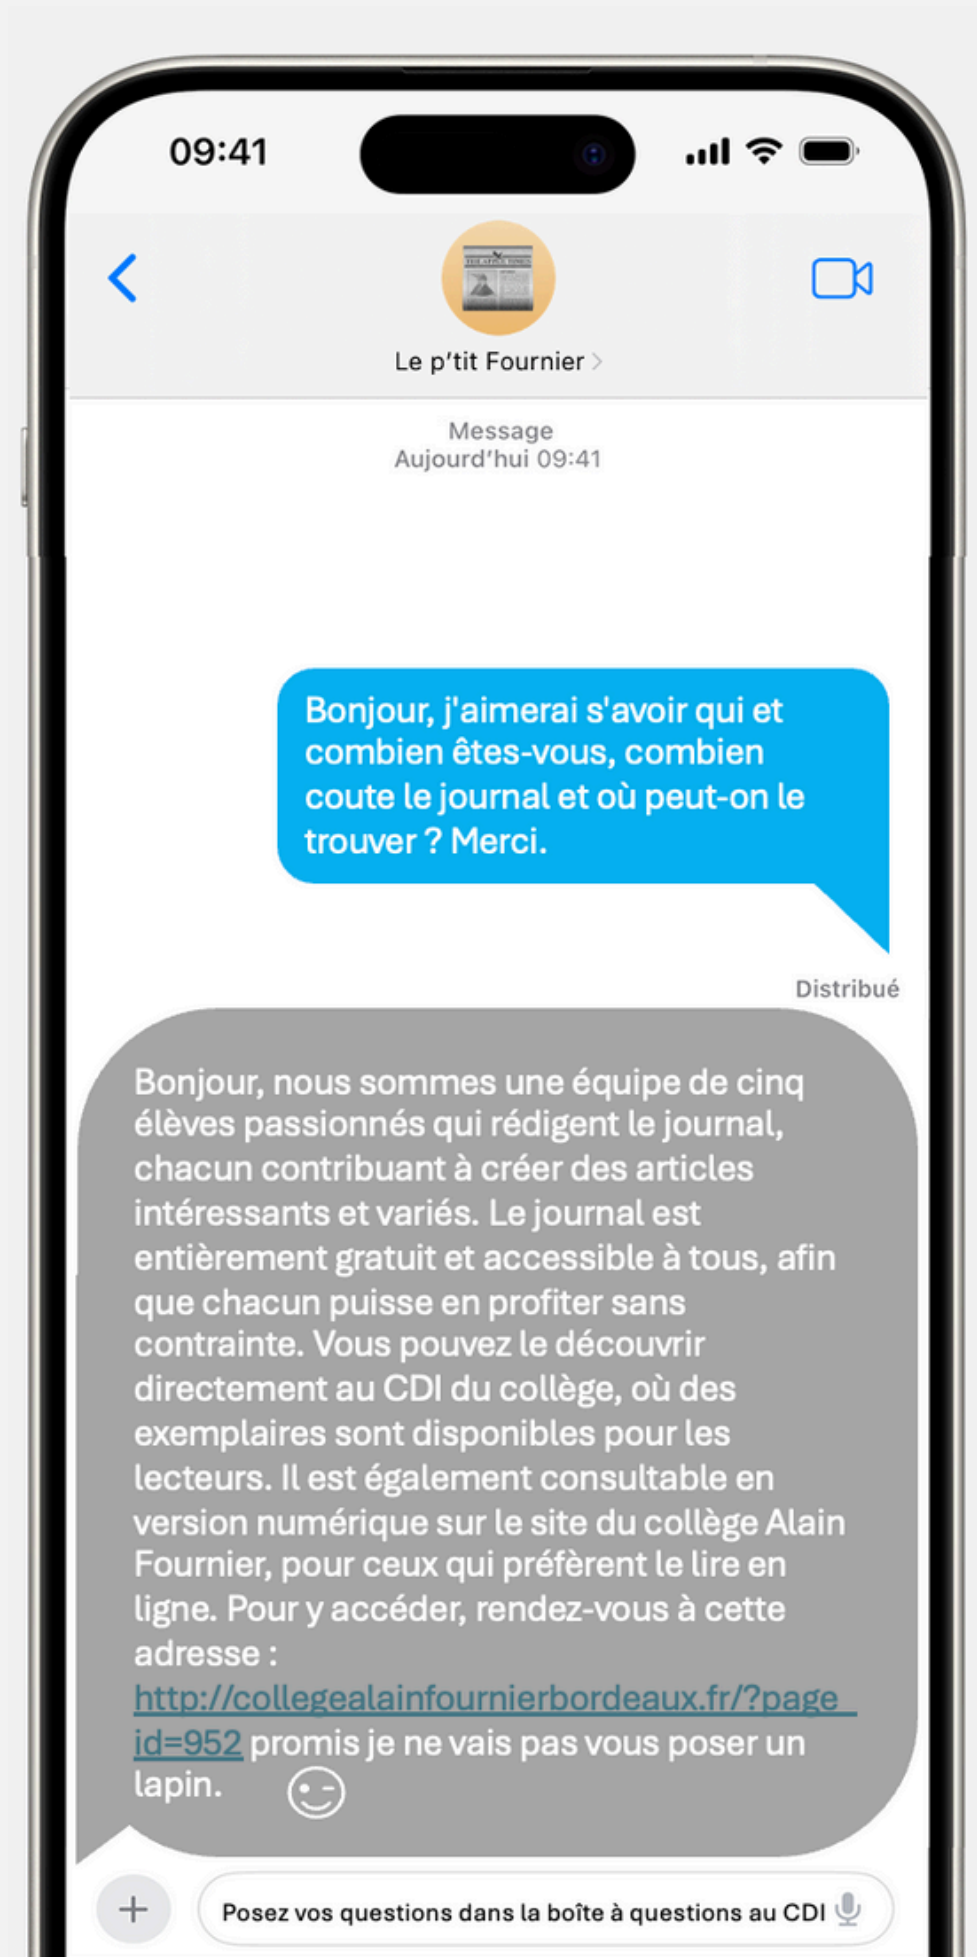 09:41
THE APPLE TIMES
Le p'tit Fournier
Message
Aujourd'hui 09:41
Bonjour, j'aimerai s'avoir qui et
combien êtes-vous, combien
coute le journal et où peut-on le
trouver ? Merci.
Distribué
Bonjour, nous sommes une équipe de cinq
élèves passionnés qui rédigent le journal,
chacun contribuant à créer des articles
intéressants et variés. Le journal est
entièrement gratuit et accessible à tous, afin
que chacun puisse en profiter sans
contrainte. Vous pouvez le découvrir
directement au CDI du collège, où des
exemplaires sont disponibles pour les
lecteurs. Il est également consultable en
version numérique sur le site du collège Alain
Fournier, pour ceux qui préfèrent le lire en
ligne. Pour y accéder, rendez-vous à cette
adresse :
http://collegealainfournierbordeaux.fr/?page_
id=952 promis je ne vais pas vous poser un
lapin.
Posez vos questions dans la boîte à questions au CDI